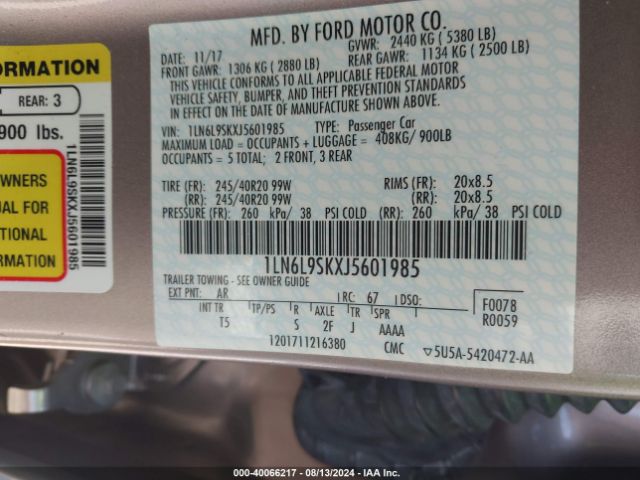 ORMATION
REAR: 3
900 lbs.
WNERS
UAL FOR
TIONAL
ORMATION
1LN6L9SKXJ5601985
MFD. BY FORD MOTOR CO.
DATE: 11/17 GVWR: 2440 KG ( 5380 LB)
FRONT GAWR: 1306 KG ( 2880 LB) REAR GAWR: 1134 KG ( 2500 LB)
THIS VEHICLE CONFORMS TO ALL APPLICABLE FEDERAL MOTOR
VEHICLE SAFETY, BUMPER, AND THEFT PREVENTION STANDARDS
IN EFFECT ON THE DATE OF MANUFACTURE SHOWN ABOVE.
VIN: 1LN6L9SKXJ5601985 TYPE: Passenger Car
MAXIMUM LOAD = OCCUPANTS + LUGGAGE = 408KG/ 900LB
OCCUPANTS = 5 TOTAL; 2 FRONT, 3 REAR
TIRE (FR): 245/40R20 99W RIMS (FR): 20x8.5
(RR): 245/40R20 99W (RR): 20x8.5
PRESSURE (FR): 260 kPa/ 38 PSI COLD (RR): 260 kPa/ 38 PSI COLD
1LN6L9SKXJ5601985
TRAILER TOWING - SEE OWNER GUIDE
EXT PNT: AR RC: 67 DSO: F0078
INT TR TP/PS R AXLE TR SPR R0059
T5 S 2F J AAAA
1201711216380 CMC ▽5U5A-5420472-AA
000-40066217 - 08/13/2024 - IAA Inc.